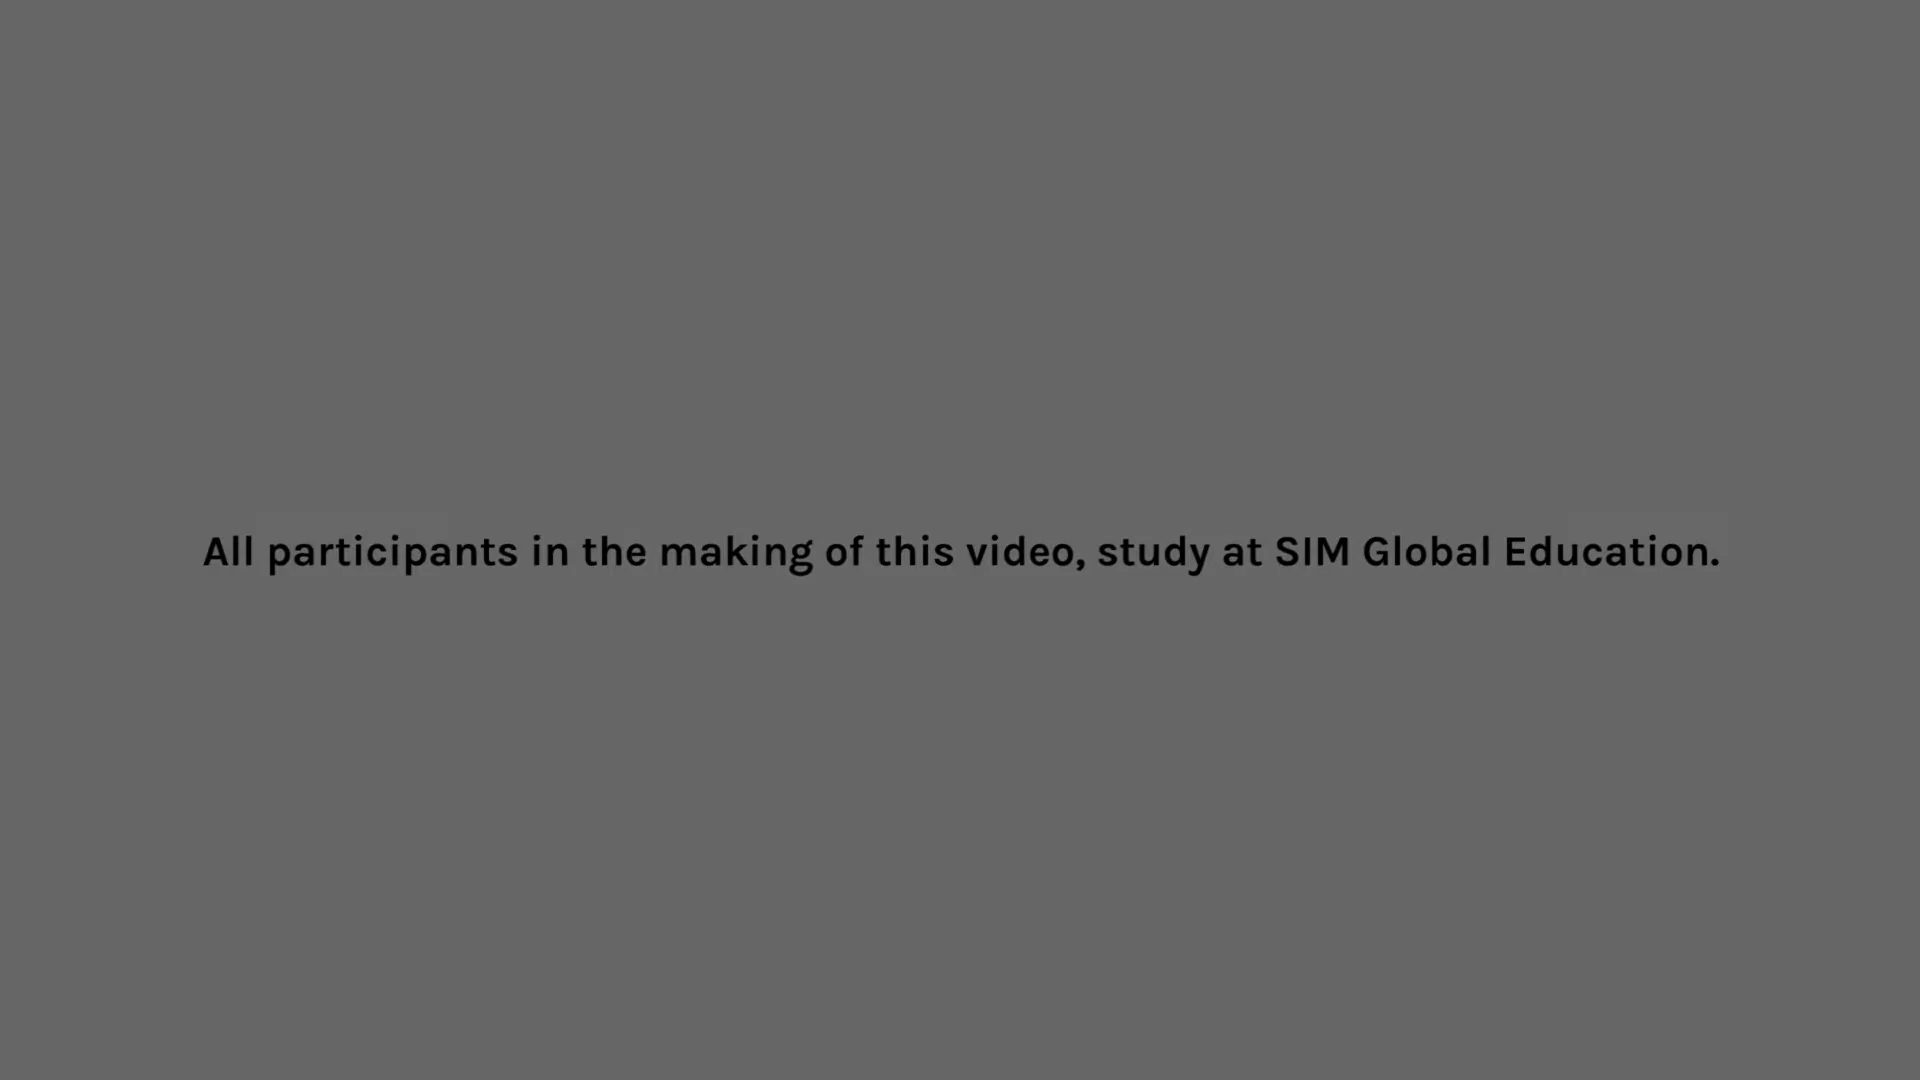 All participants in the making of this video, study at SIM Global Education.